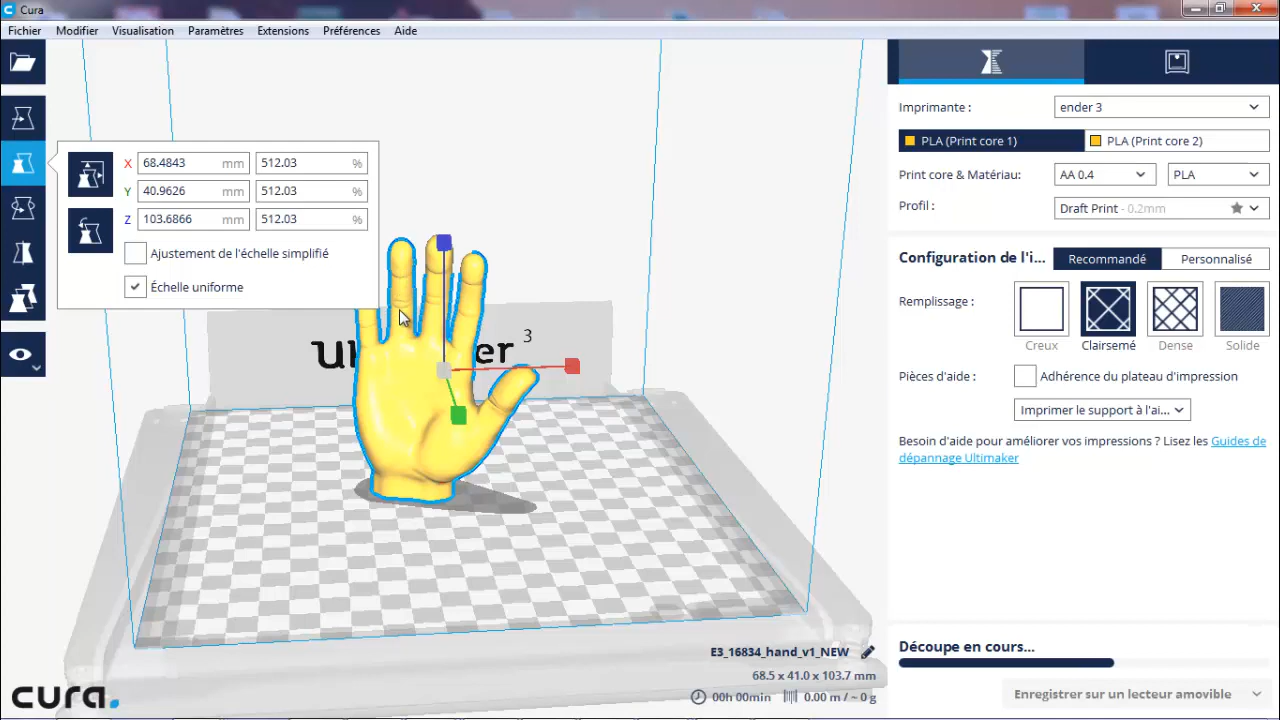 Cura
Fichier Modifier Visualisation Paramètres Extensions Préférences Aide
X 68.4843 mm 512.03 %
Y 40.9626 mm 512.03 %
Z 103.6866 mm 512.03 %
Ajustement de l'échelle simplifié
Échelle uniforme
3
Imprimante : ender 3
PLA (Print core 1) PLA (Print core 2)
Print core & Matériau: AA 0.4 PLA
Profil : Draft Print - 0.2mm
Configuration de l'i... Recommandé Personnalisé
Remplissage :
Creux Clairsemé Dense Solide
Pièces d'aide : Adhérence du plateau d'impression
Imprimer le support à l'ai...
Besoin d'aide pour améliorer vos impressions ? Lisez les Guides de
dépannage Ultimaker
E3_16834_hand_v1_NEW
68.5 x 41.0 x 103.7 mm
00h 00min 0.00 m / ~ 0 g
Découpe en cours...
Enregistrer sur un lecteur amovible
cura.